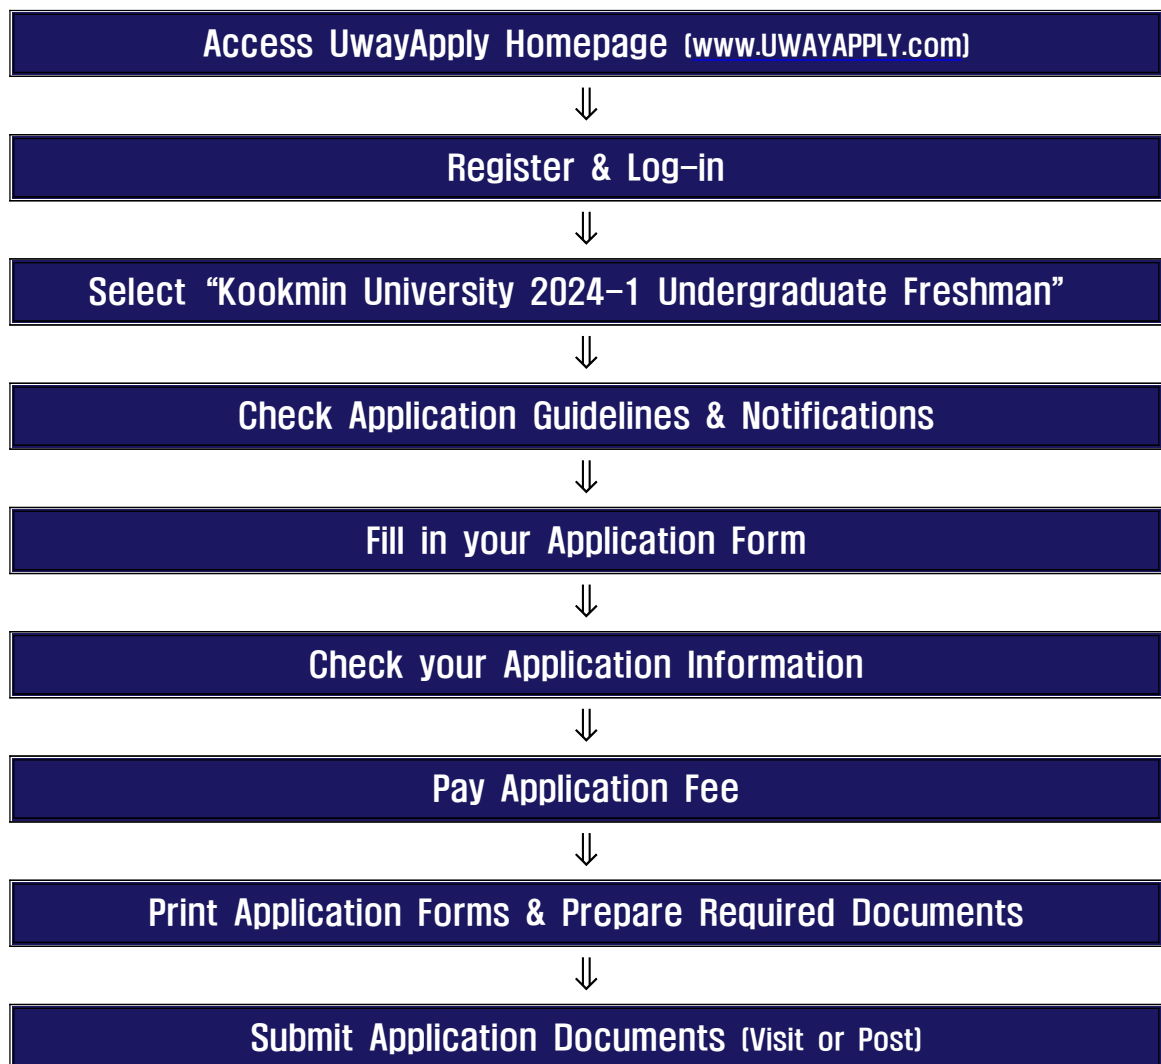 Access UwayApply Homepage (www.UWAYAPPLY.com)
⇓
Register & Log-in
⇓
Select “Kookmin University 2024-1 Undergraduate Freshman”
⇓
Check Application Guidelines & Notifications
⇓
Fill in your Application Form
⇓
Check your Application Information
⇓
Pay Application Fee
⇓
Print Application Forms & Prepare Required Documents
⇓
Submit Application Documents (Visit or Post)